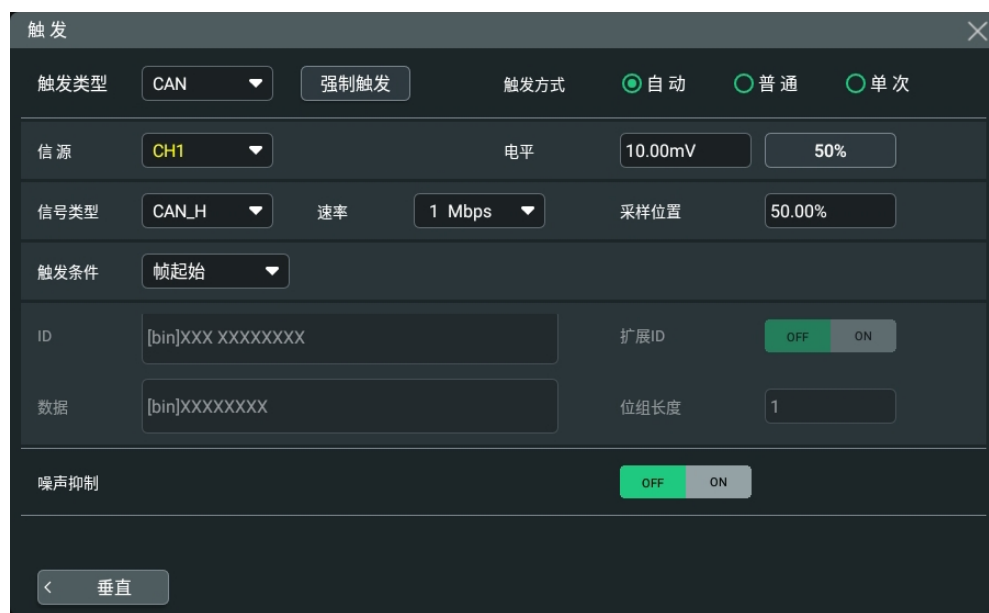 触 发
触发类型 CAN 强制触发 触发方式 自 动 普 通 单 次
信 源 CH1 电平 10.00mV 50%
信号类型 CAN_H 速率 1 Mbps 采样位置 50.00%
触发条件 帧起始
ID [bin]XXX XXXXXXXX 扩展ID OFF ON
数据 [bin]XXXXXXXX 位组长度 1
噪声抑制 OFF ON
< 垂直